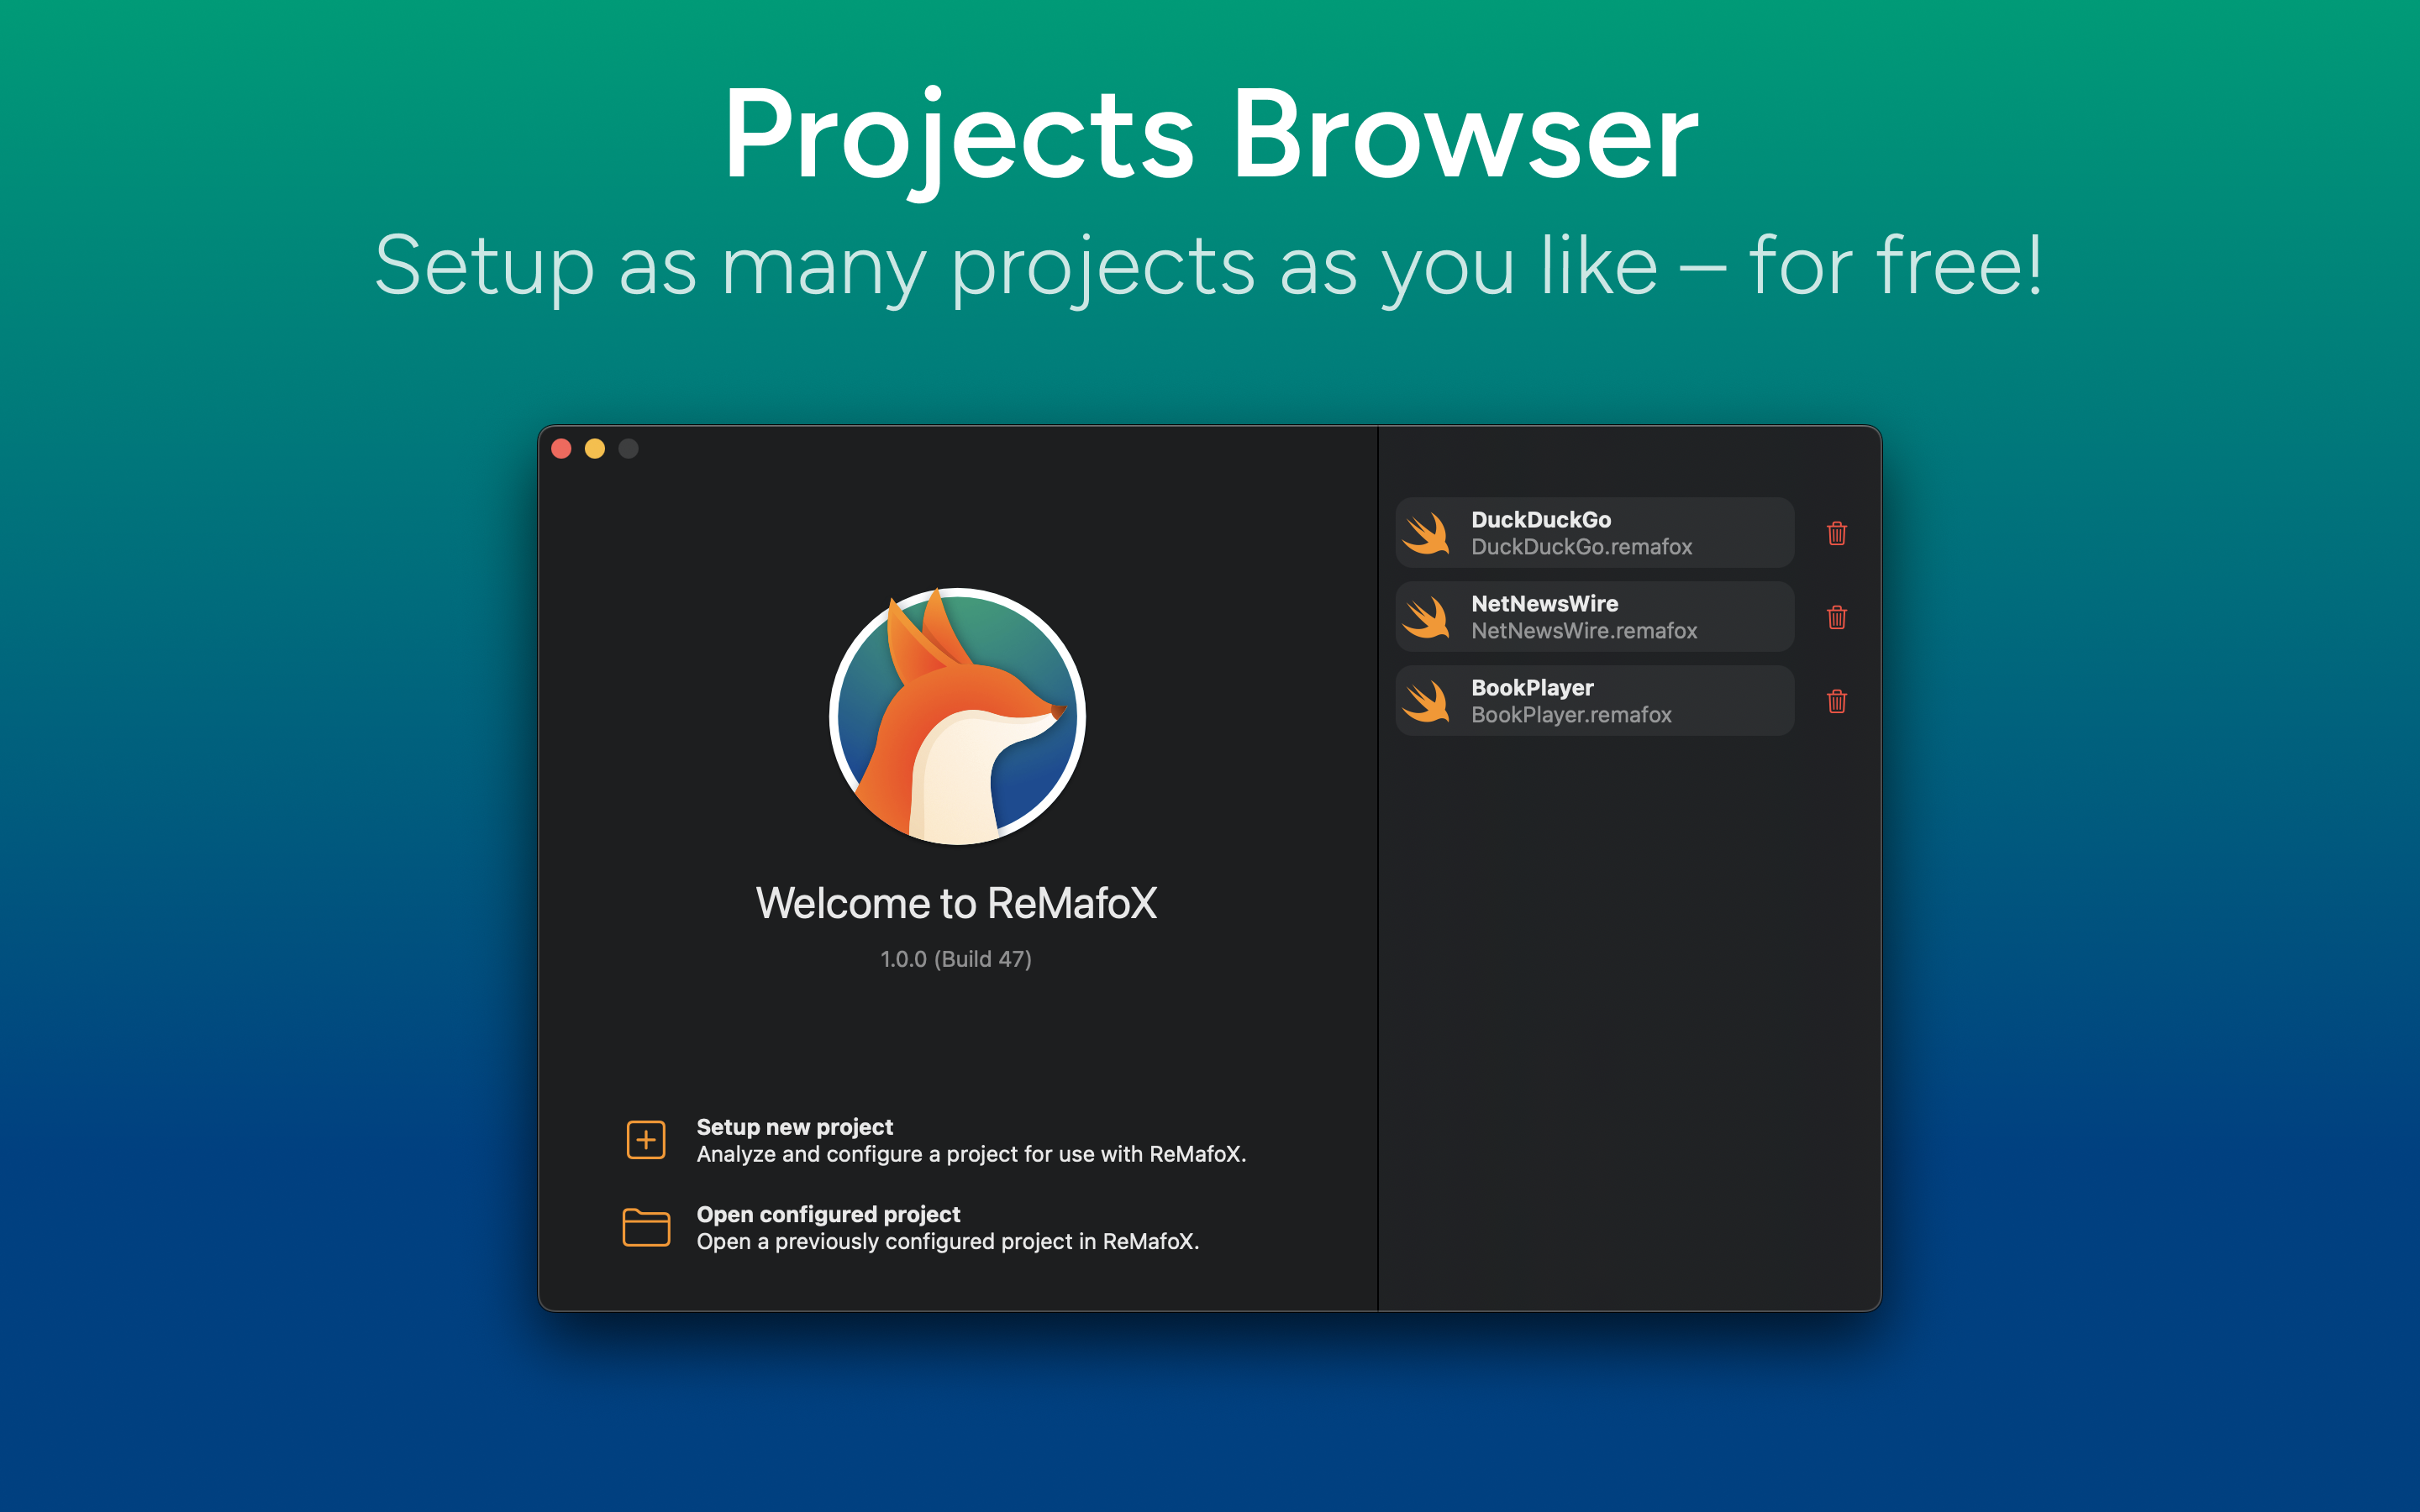 Projects Browser
Setup as many projects as you like – for free!
Welcome to ReMafoX
1.0.0 (Build 47)
Setup new project
Analyze and configure a project for use with ReMafoX.
Open configured project
Open a previously configured project in ReMafoX.
DuckDuckGo
DuckDuckGo.remafox
NetNewsWire
NetNewsWire.remafox
BookPlayer
BookPlayer.remafox